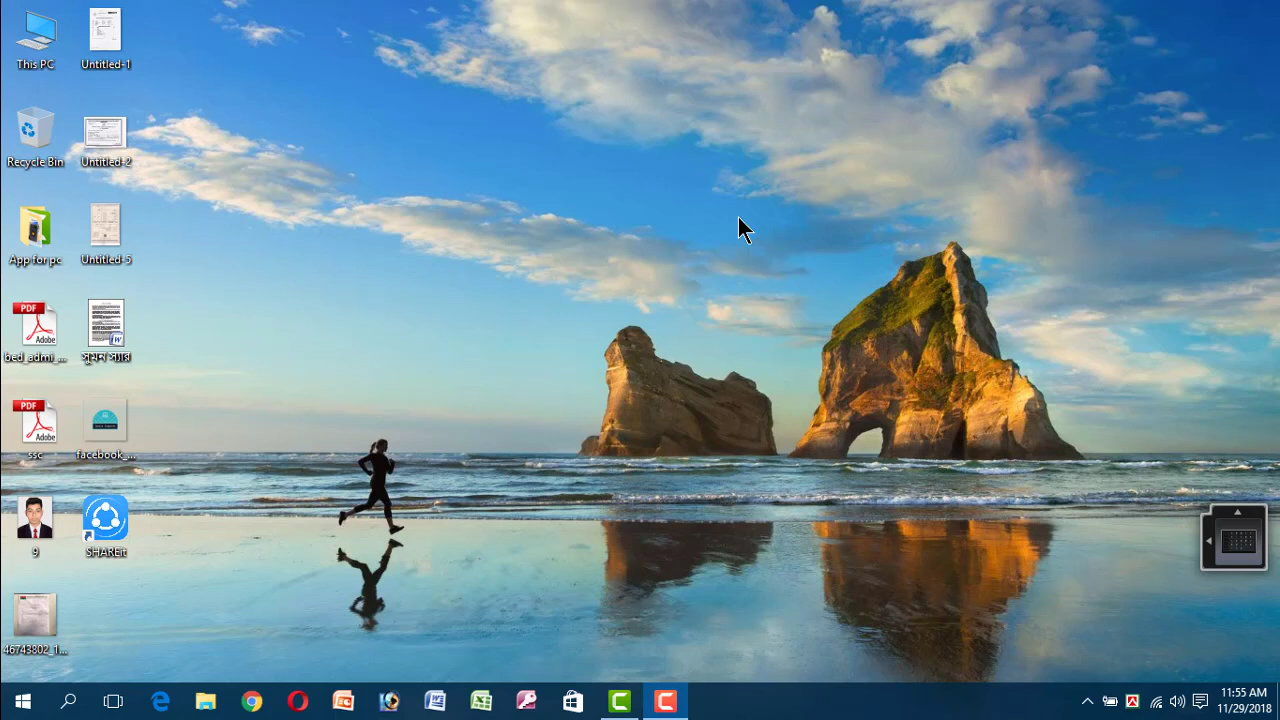 This PC
Untitled-1
Recycle Bin
Untitled-2
App for pc
Untitled-5
PDF
Adobe
bed_admi_...
সুমন স্যার
PDF
Adobe
ssc
facebook_...
9
SHAREit
46743802_1...
11:55 AM
11/29/2018